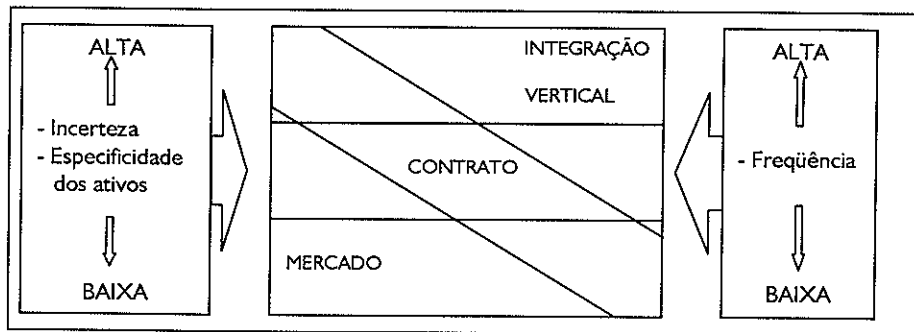 ALTA
- Incerteza
- Especificidade
dos ativos
BAIXA
INTEGRAÇÃO
VERTICAL
CONTRATO
MERCADO
ALTA
- Freqüência
BAIXA